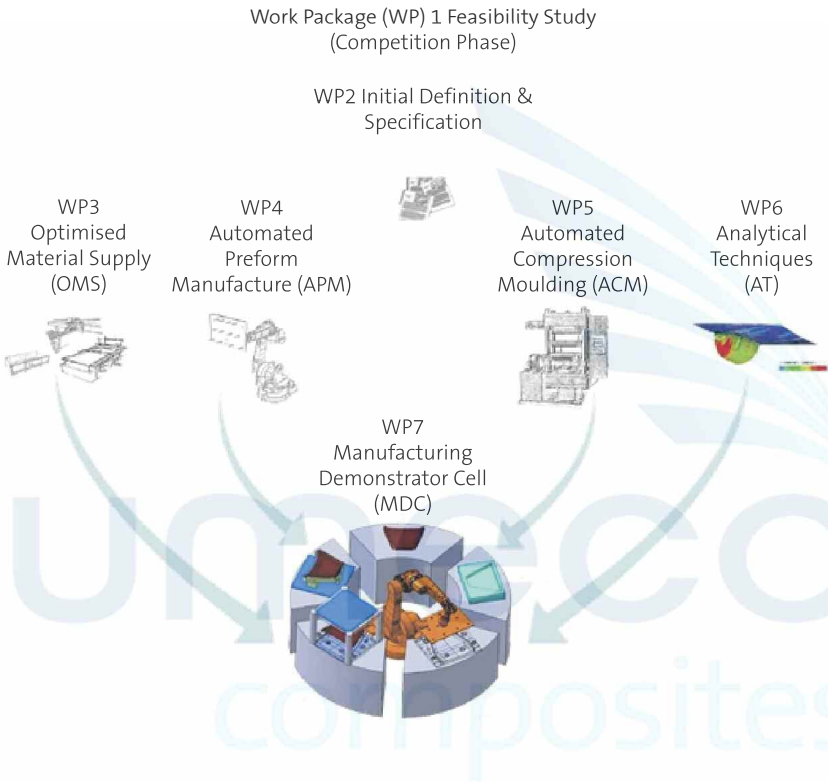 Work Package (WP) 1 Feasibility Study
(Competition Phase)
WP2 Initial Definition &
Specification
WP3
Optimised
Material Supply
(OMS)
WP4
Automated
Preform
Manufacture (APM)
WP5
Automated
Compression
Moulding (ACM)
WP6
Analytical
Techniques
(AT)
WP7
Manufacturing
Demonstrator Cell
(MDC)
umeco
composites